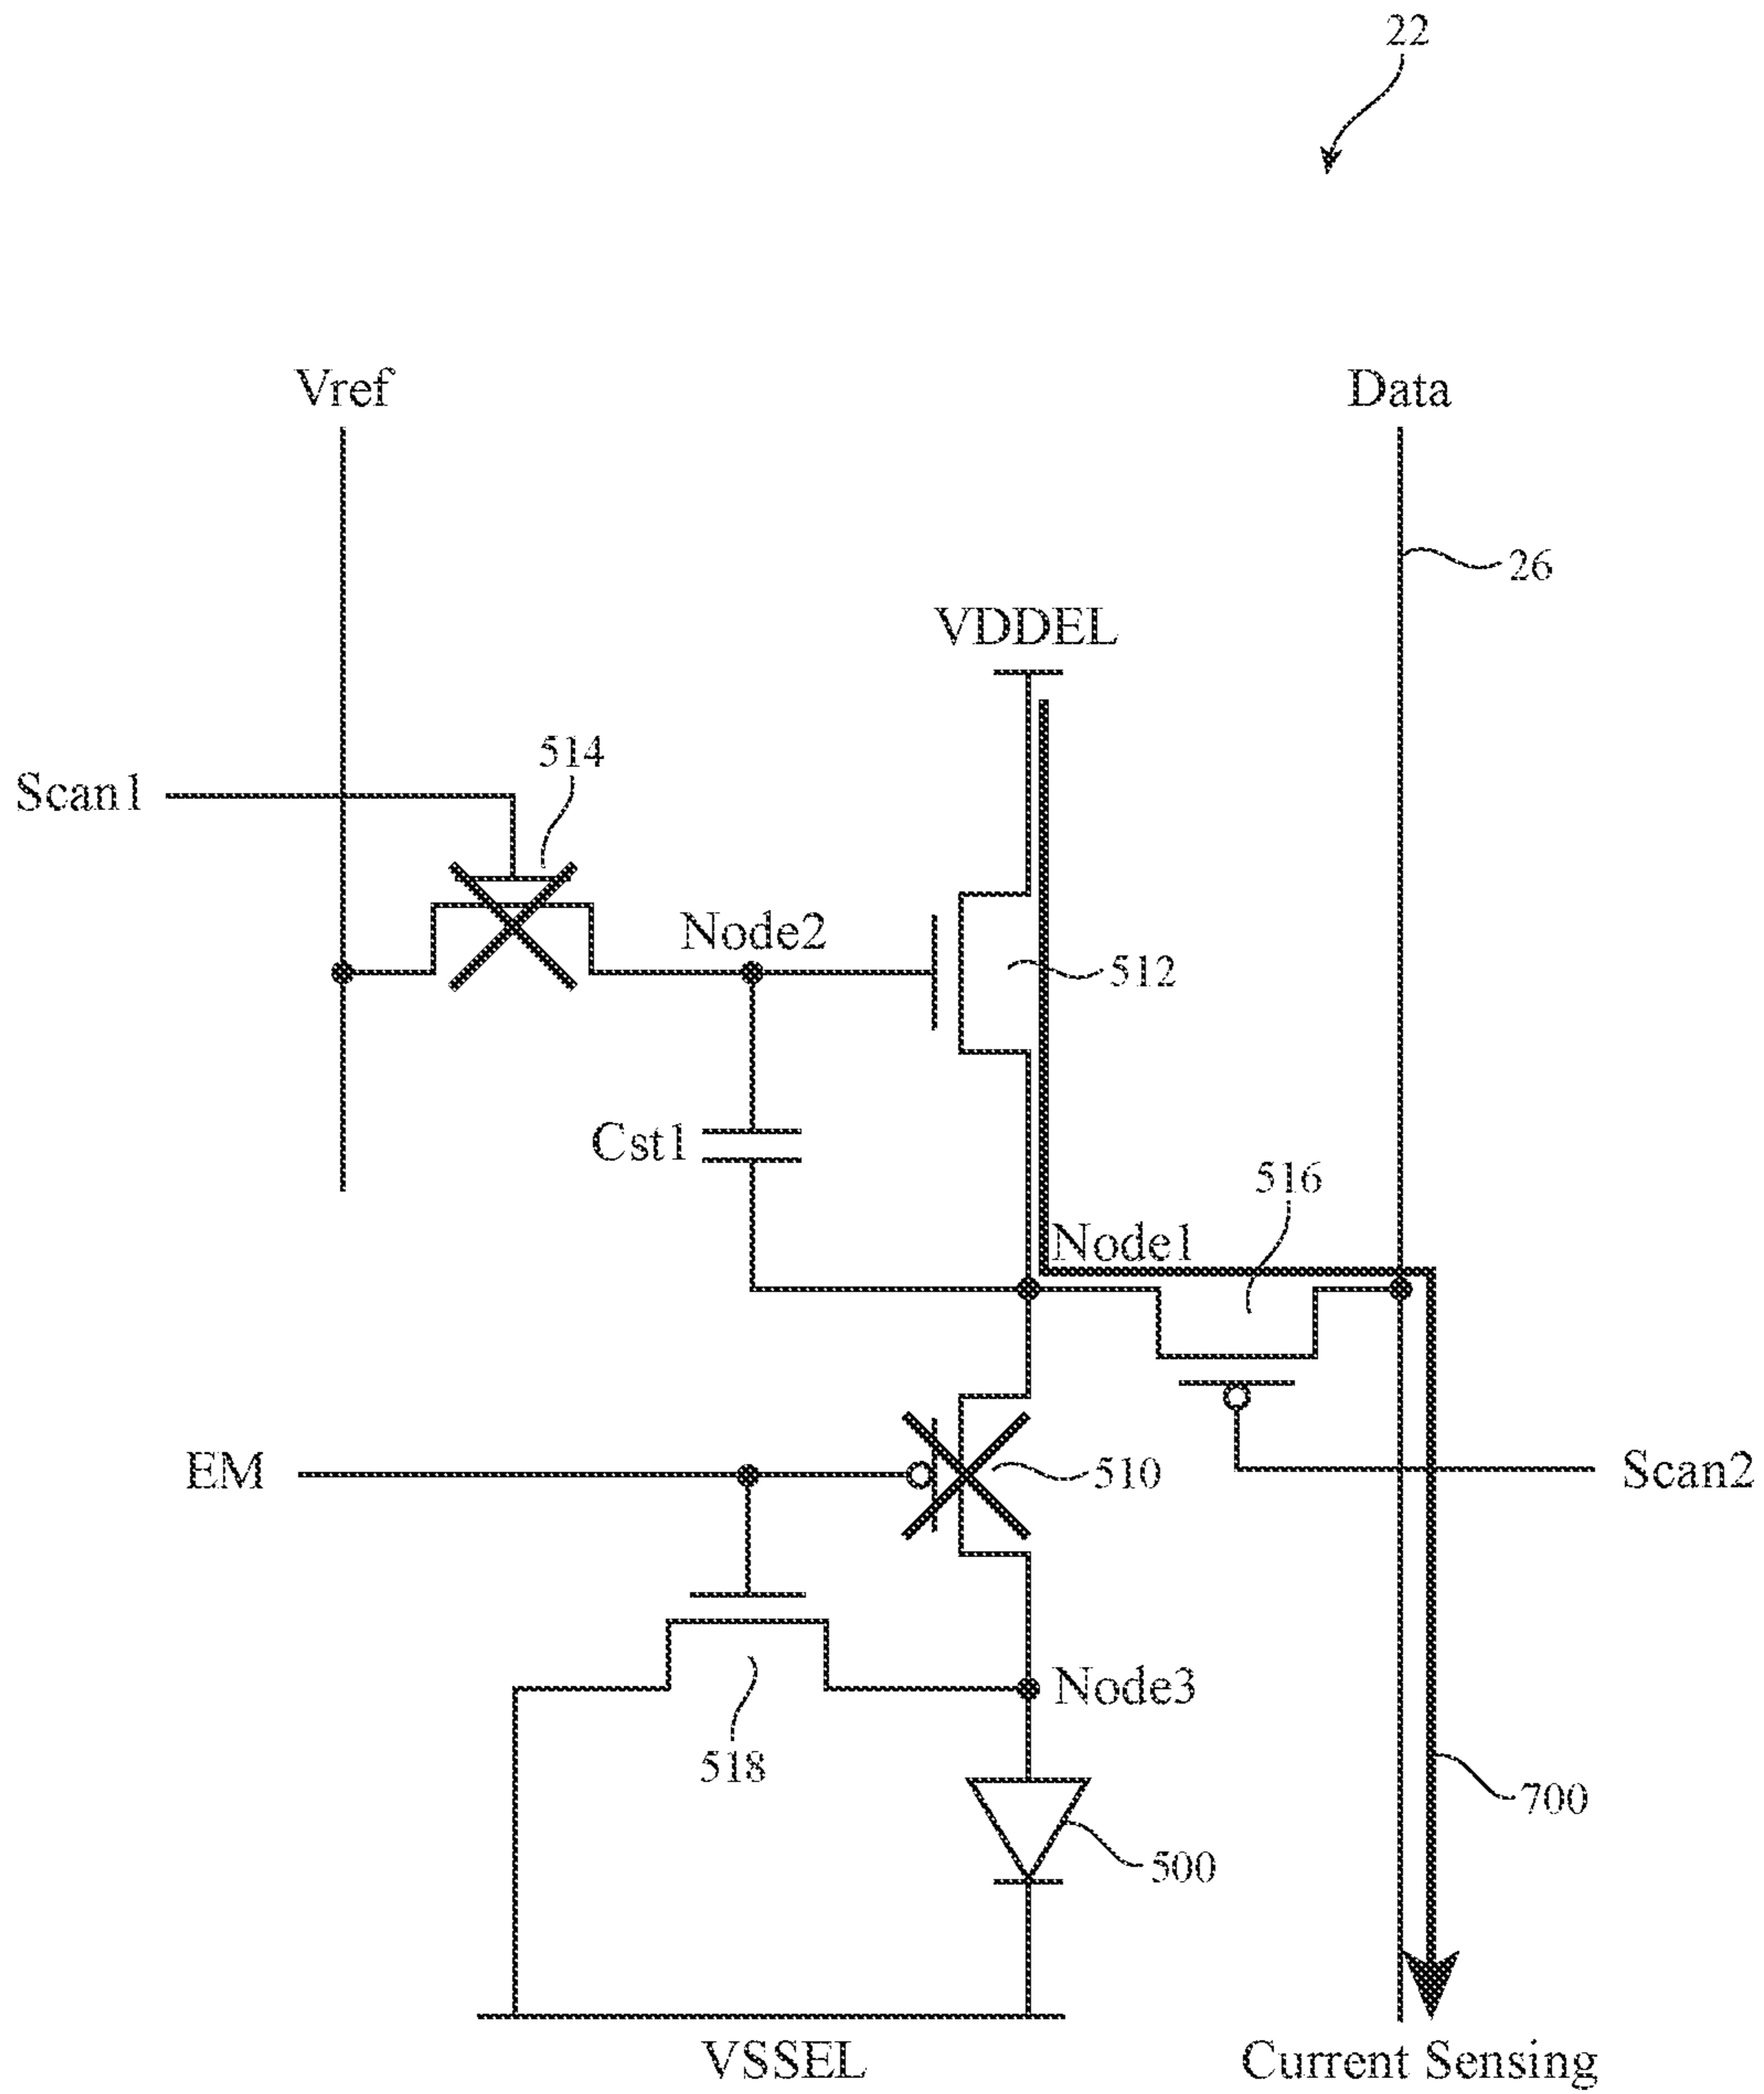 22
Vref
Data
26
VDDEL
514
Scan1
Node2
512
Cst1
516
Node1
EM
510
Scan2
Node3
518
700
500
VSSEL
Current Sensing